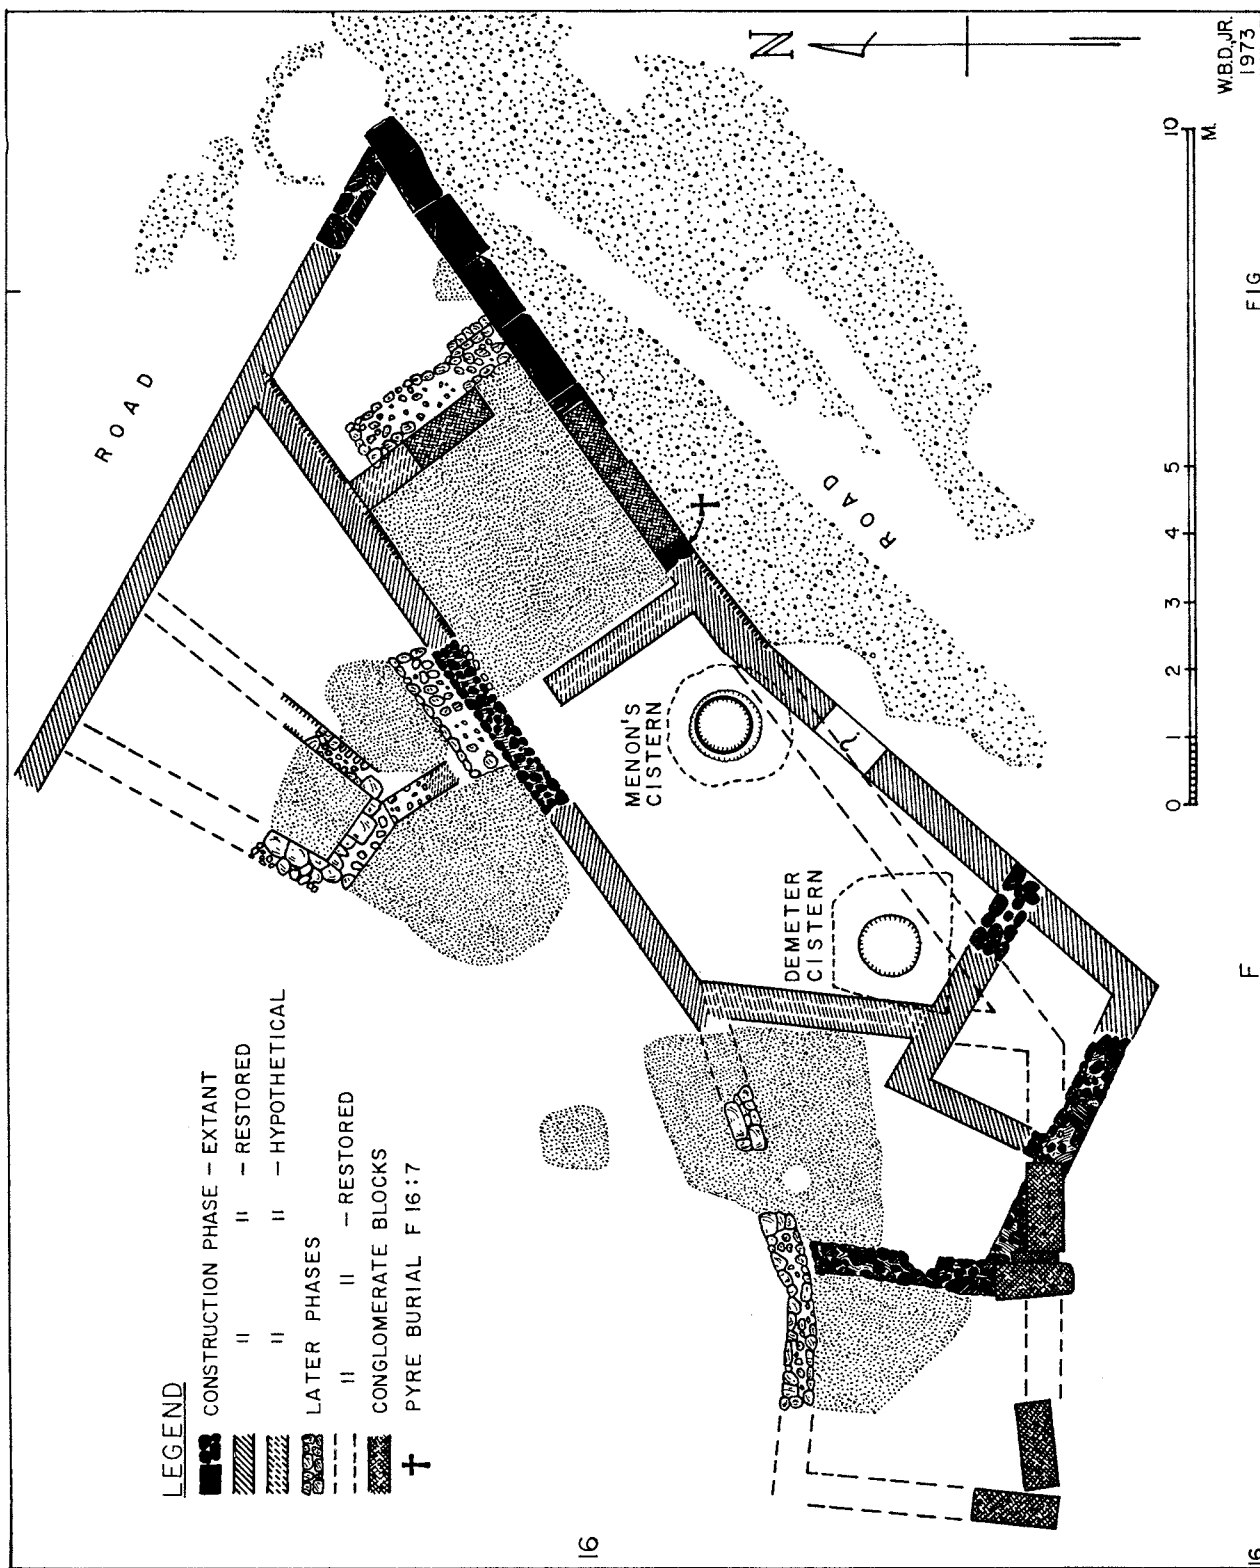 LEGEND
CONSTRUCTION PHASE – EXTANT
" " – RESTORED
" " – HYPOTHETICAL
LATER PHASES
" " – RESTORED
CONGLOMERATE BLOCKS
PYRE BURIAL F 16:7
ROAD
MENON'S
CISTERN
DEMETER
CISTERN
?
ROAD
N
0 1 2 3 4 5 10
M.
W.B.D., JR.
1973
16
16
F
FIG